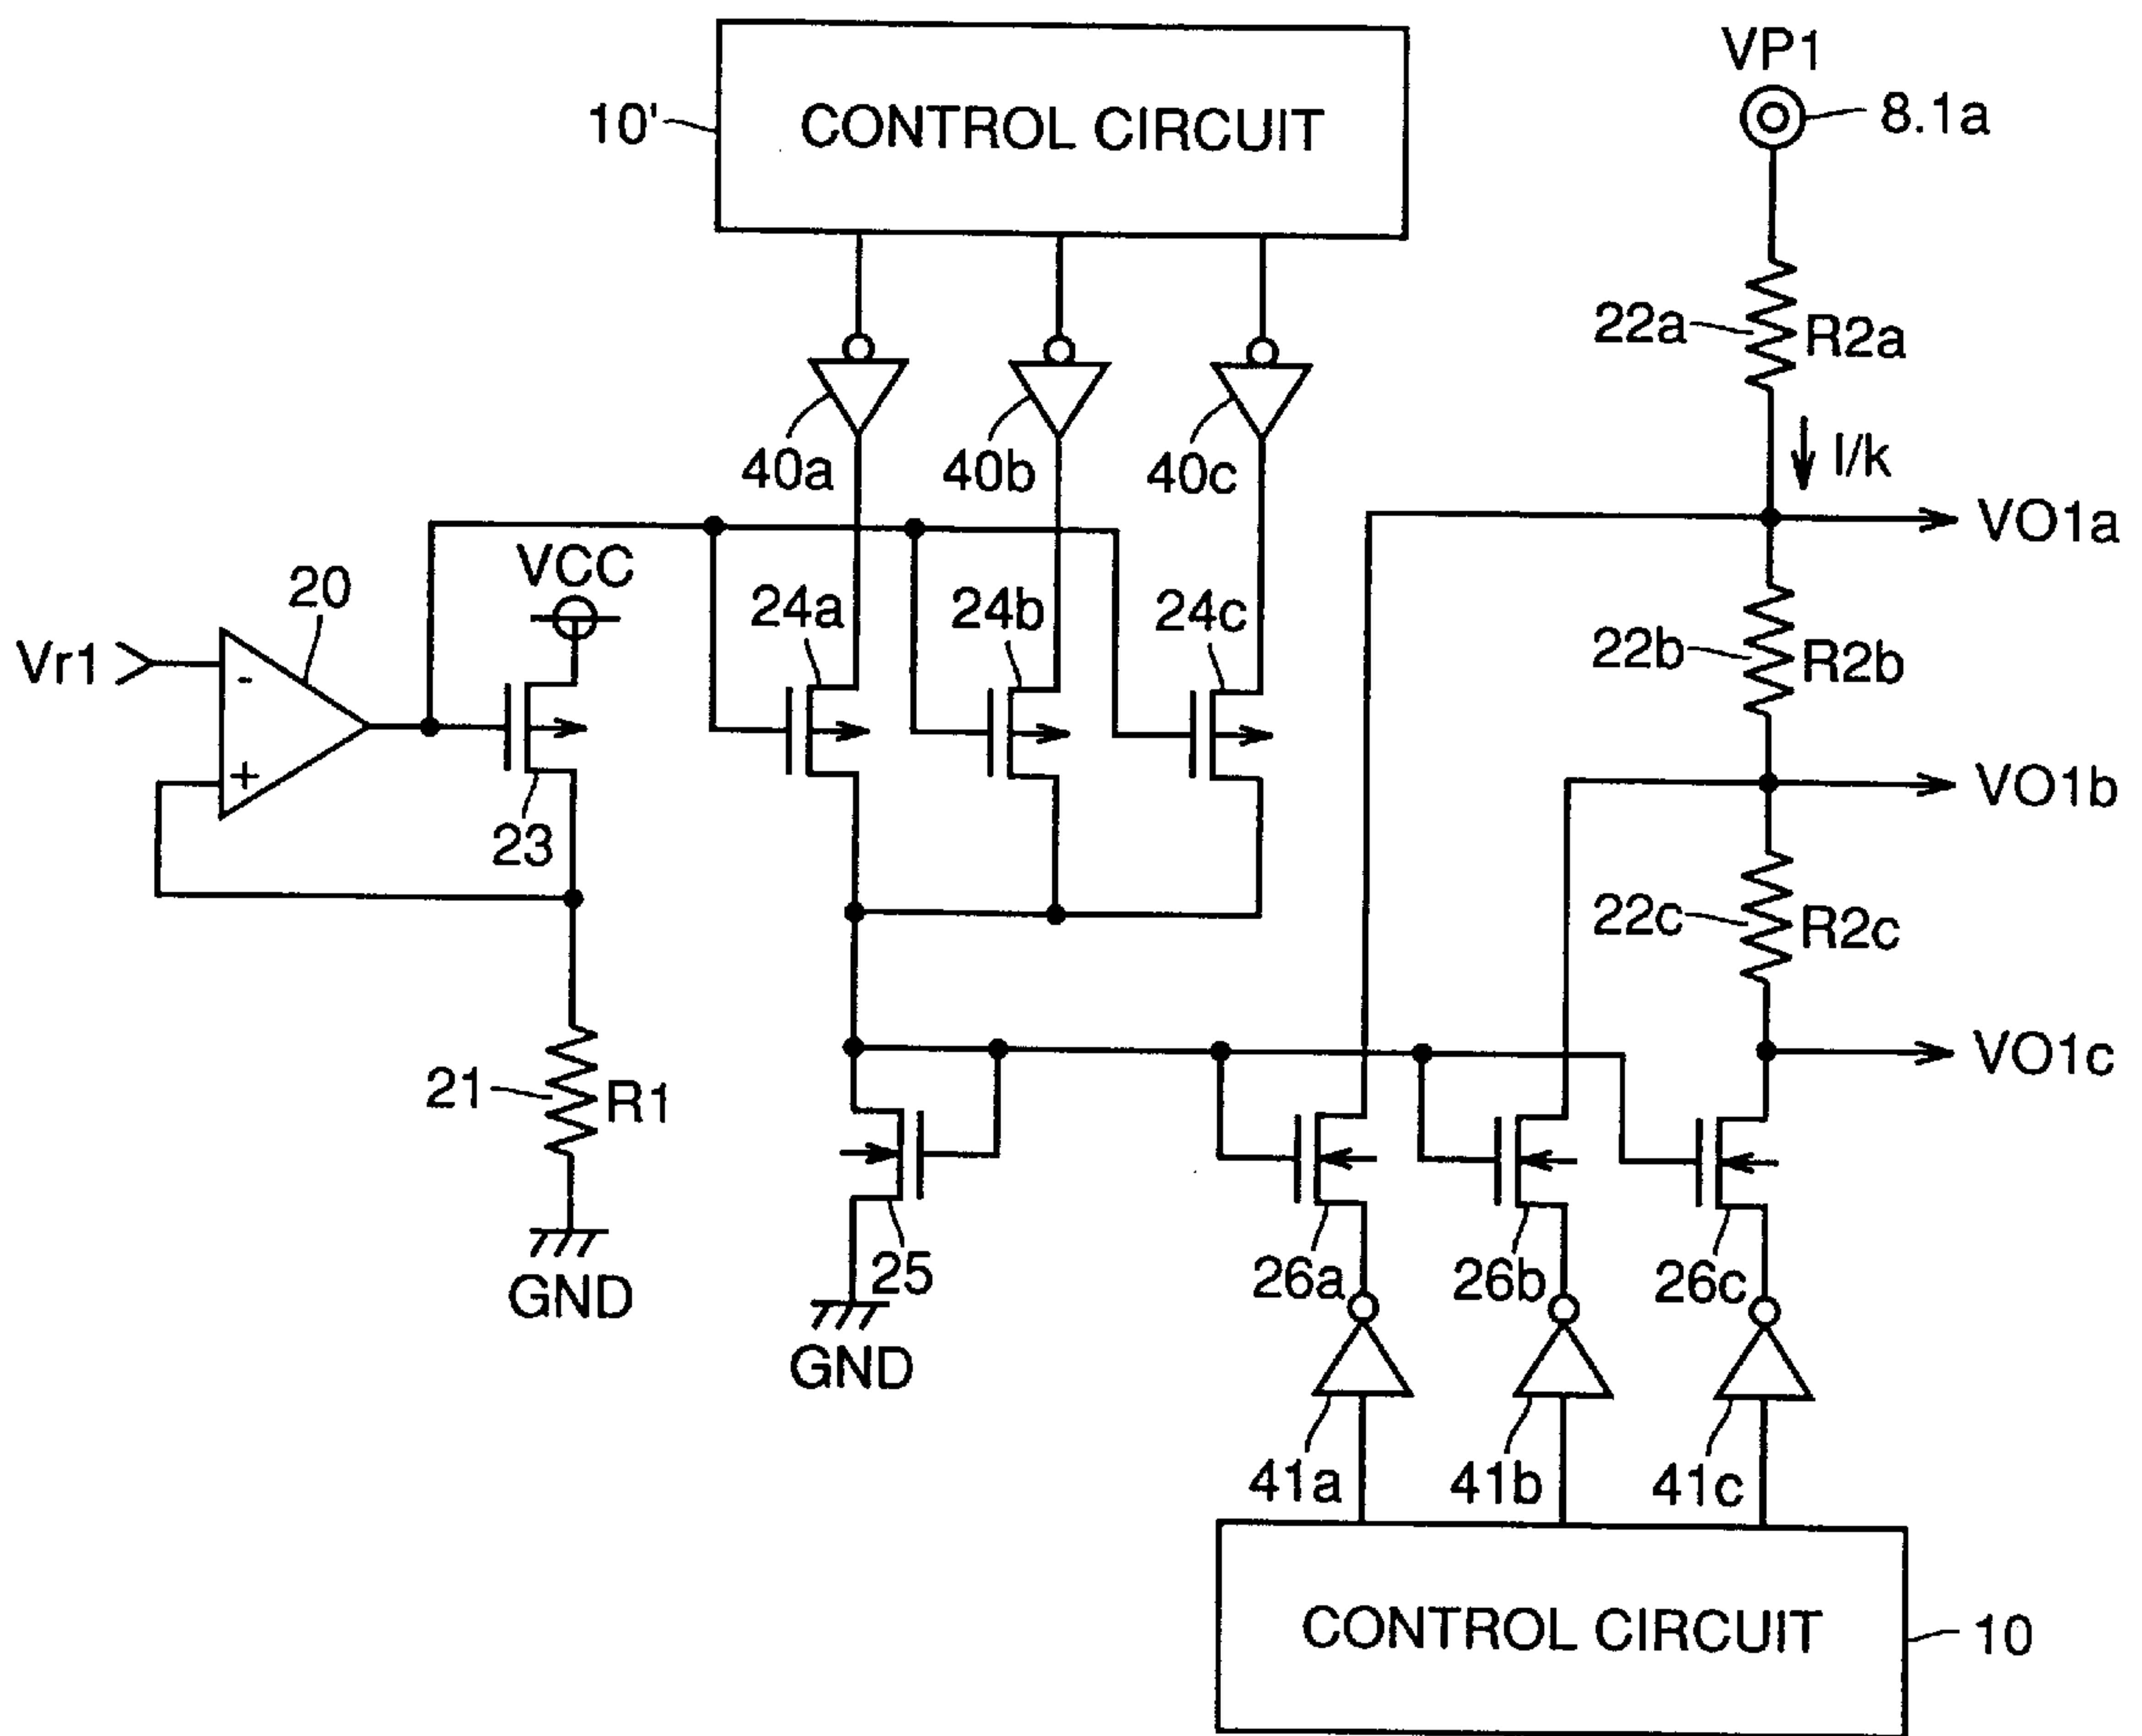 VP1
10'
CONTROL CIRCUIT
8.1a
22a
R2a
40a
40b
40c
I/k
VO1a
VCC
20
24a
24b
24c
Vr1
-
+
22b
R2b
23
VO1b
22c
R2c
21
R1
VO1c
25
26a
26b
26c
GND
GND
41a
41b
41c
CONTROL CIRCUIT
10